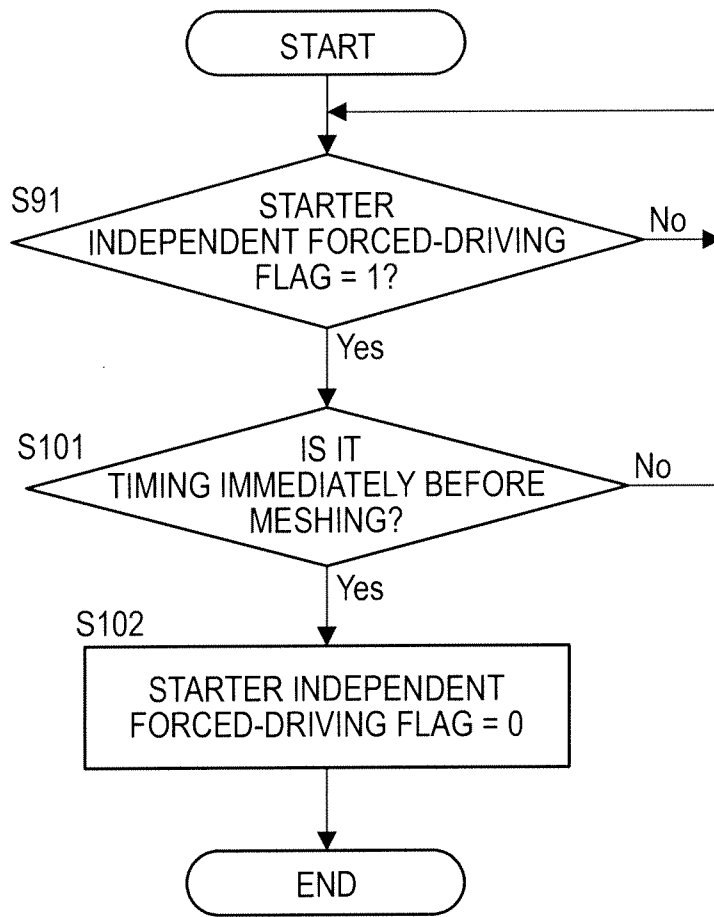 START
S91
STARTER
INDEPENDENT FORCED-DRIVING
FLAG = 1?
No
Yes
S101
IS IT
TIMING IMMEDIATELY BEFORE
MESHING?
No
Yes
S102
STARTER INDEPENDENT
FORCED-DRIVING FLAG = 0
END